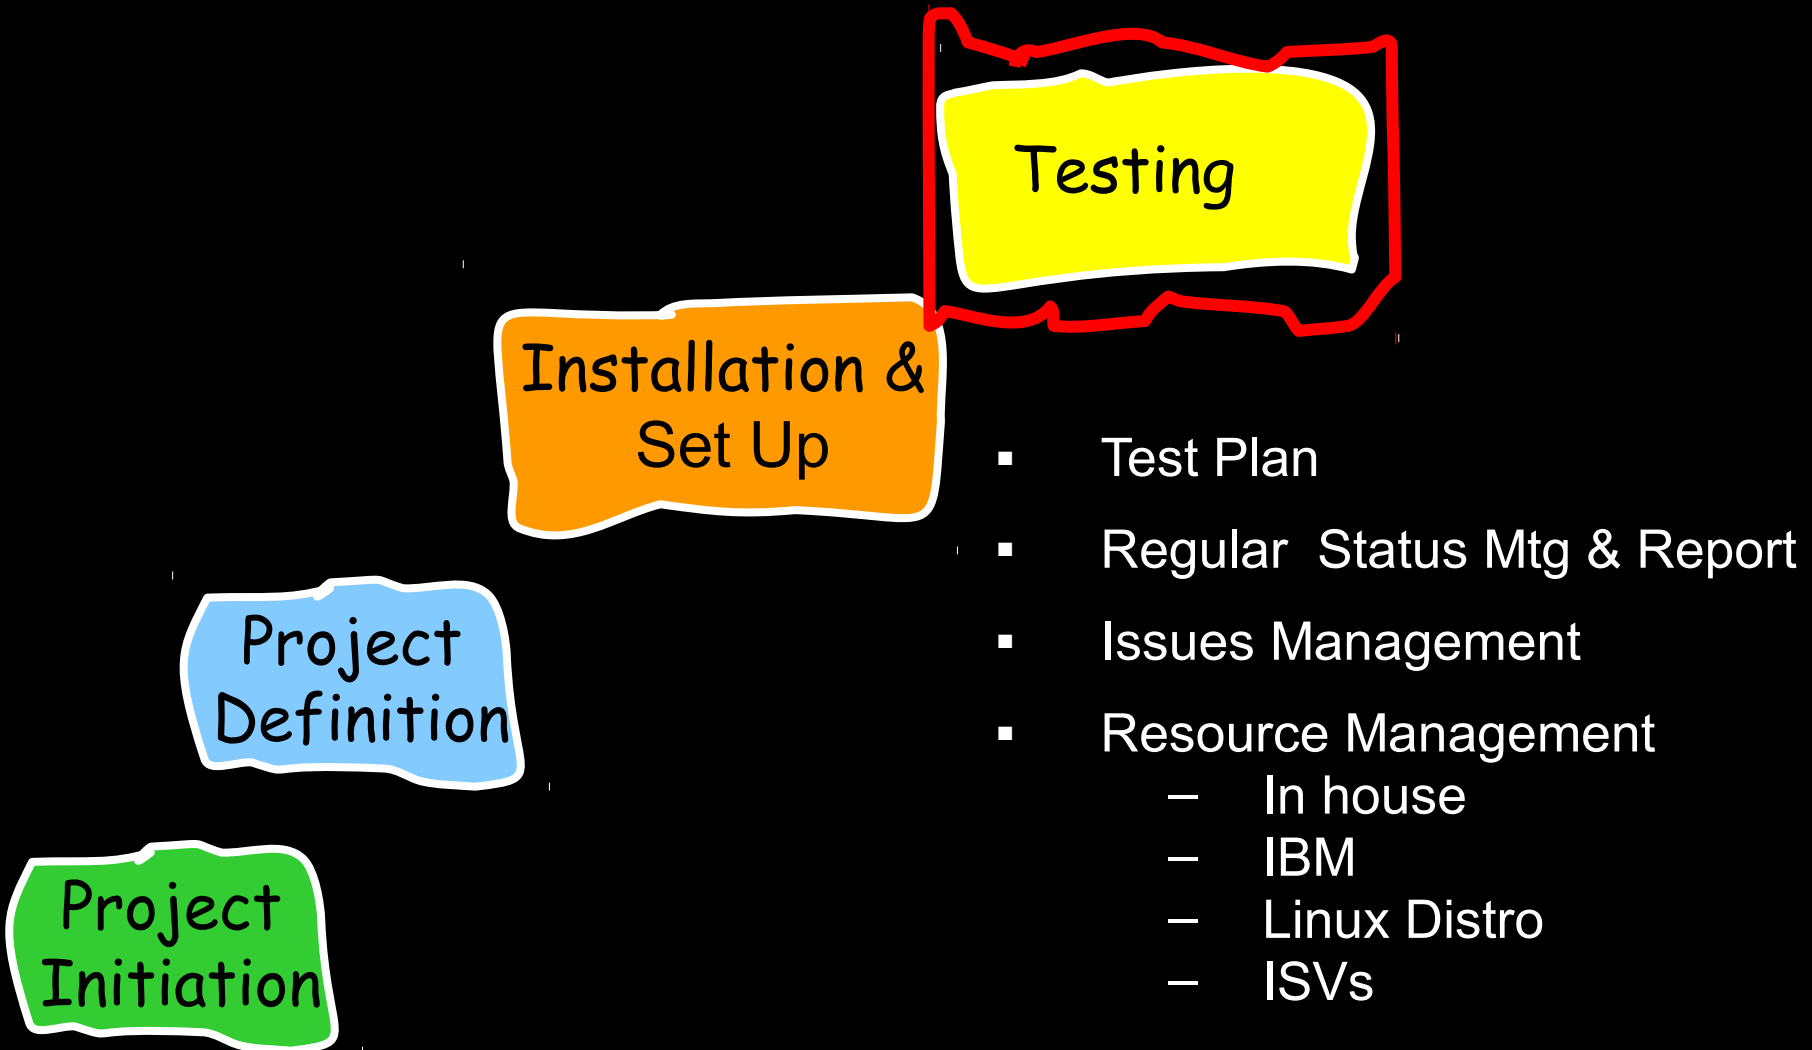 Testing
Installation &
Set Up
▪ Test Plan
▪ Regular  Status Mtg & Report
▪ Issues Management
▪ Resource Management
– In house
– IBM
– Linux Distro
– ISVs
Project
Definition
Project
Initiation